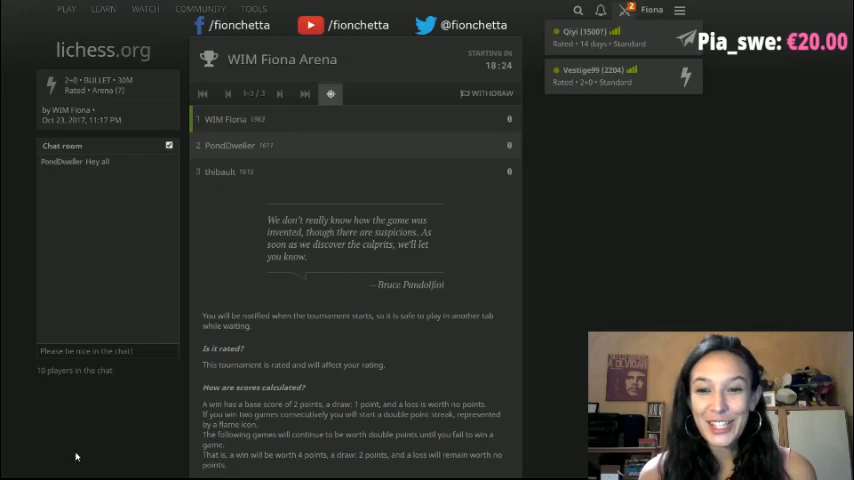 PLAY LEARN WATCH COMMUNITY TOOLS
2
Fiona
/fionchetta /fionchetta @fionchetta
Qiyi (1500?)
Rated • 14 days • Standard
Pia_swe: €20.00
lichess.org
WIM Fiona Arena
STARTING IN
18:24
Vestige99 (2204)
Rated • 2+0 • Standard
2+0 • BULLET • 30M
Rated • Arena (?)
by WIM Fiona •
Oct 23, 2017, 11:17 PM
1-3 / 3
WITHDRAW
1 WIM Fiona 1963 0
2 PondDweller 1611 0
3 thibault 1615 0
Chat room
PondDweller Hey all
We don't really know how the game was
invented, though there are suspicions. As
soon as we discover the culprits, we'll let
you know.
—Bruce Pandolfini
You will be notified when the tournament starts, so it is safe to play in another tab
while waiting.
Is it rated?
This tournament is rated and will affect your rating.
How are scores calculated?
A win has a base score of 2 points, a draw: 1 point, and a loss is worth no points.
If you win two games consecutively you will start a double point streak, represented
by a flame icon.
The following games will continue to be worth double points until you fail to win a
game.
That is, a win will be worth 4 points, a draw: 2 points, and a loss will remain worth no
points.
Please be nice in the chat!
10 players in the chat